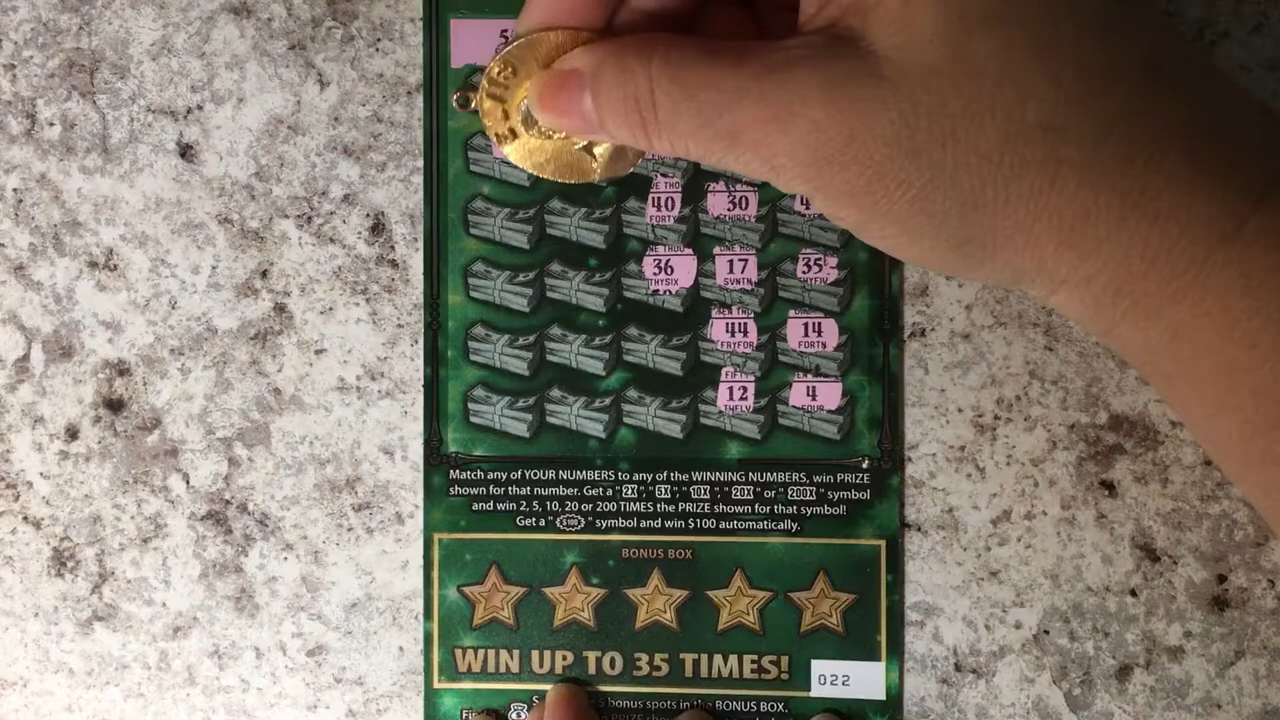 40 30 4
FORTY THIRTY
36 17 35
THYSIX SVNTN
44 14
FRYFOR FORTN
FIFTY
12 4
TWELV FOUR
Match any of YOUR NUMBERS to any of the WINNING NUMBERS, win PRIZE
shown for that number. Get a "2X", "5X", "10X", "20X" or "200X" symbol
and win 2, 5, 10, 20 or 200 TIMES the PRIZE shown for that symbol!
Get a "$100" symbol and win $100 automatically.
BONUS BOX
WIN UP TO 35 TIMES!
022
5 bonus spots in the BONUS BOX.
PRIZE